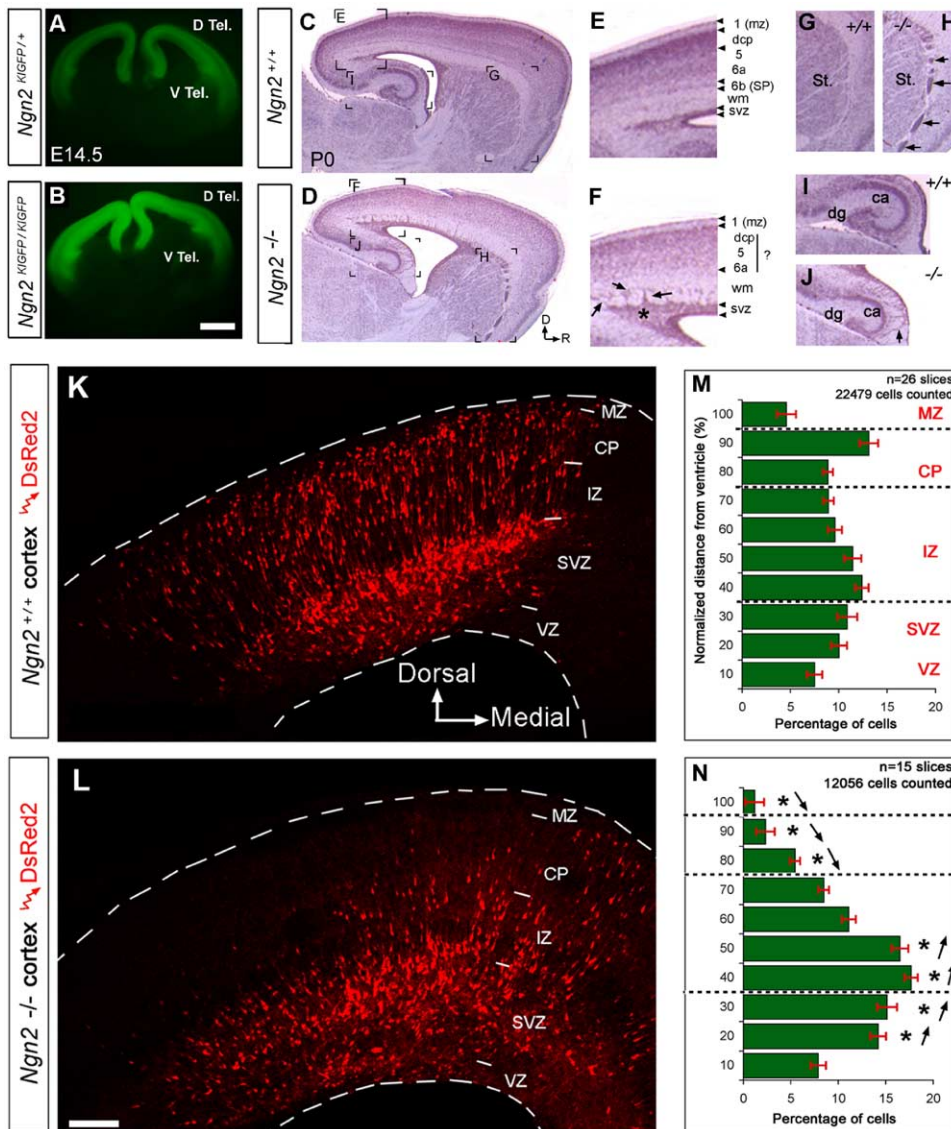 Ngn2 KIGFP/+
A
D Tel.
V Tel.
E14.5
Ngn2 KIGFP/KIGFP
B
D Tel.
V Tel.
Ngn2 +/+
C
E
I
G
P0
Ngn2 -/-
D
F
J
H
D
R
E
1 (mz)
dcp
5
6a
6b (SP)
wm
svz
F
1 (mz)
dcp
5
?
6a
wm
svz
*
G
+/+
St.
-/-
H
St.
I
+/+
ca
dg
J
-/-
dg
ca
Ngn2 +/+ cortex DsRed2
K
MZ
CP
IZ
SVZ
VZ
Dorsal
Medial
M
n=26 slices
22479 cells counted
Normalized distance from ventricle (%)
100
MZ
90
80
CP
70
60
50
IZ
40
30
SVZ
20
10
VZ
0 5 10 15 20
Percentage of cells
Ngn2 -/- cortex DsRed2
L
MZ
CP
IZ
SVZ
VZ
N
n=15 slices
12056 cells counted
100 *
90 *
80 *
70
60
50 *
40 *
30 *
20 *
10
0 5 10 15 20
Percentage of cells